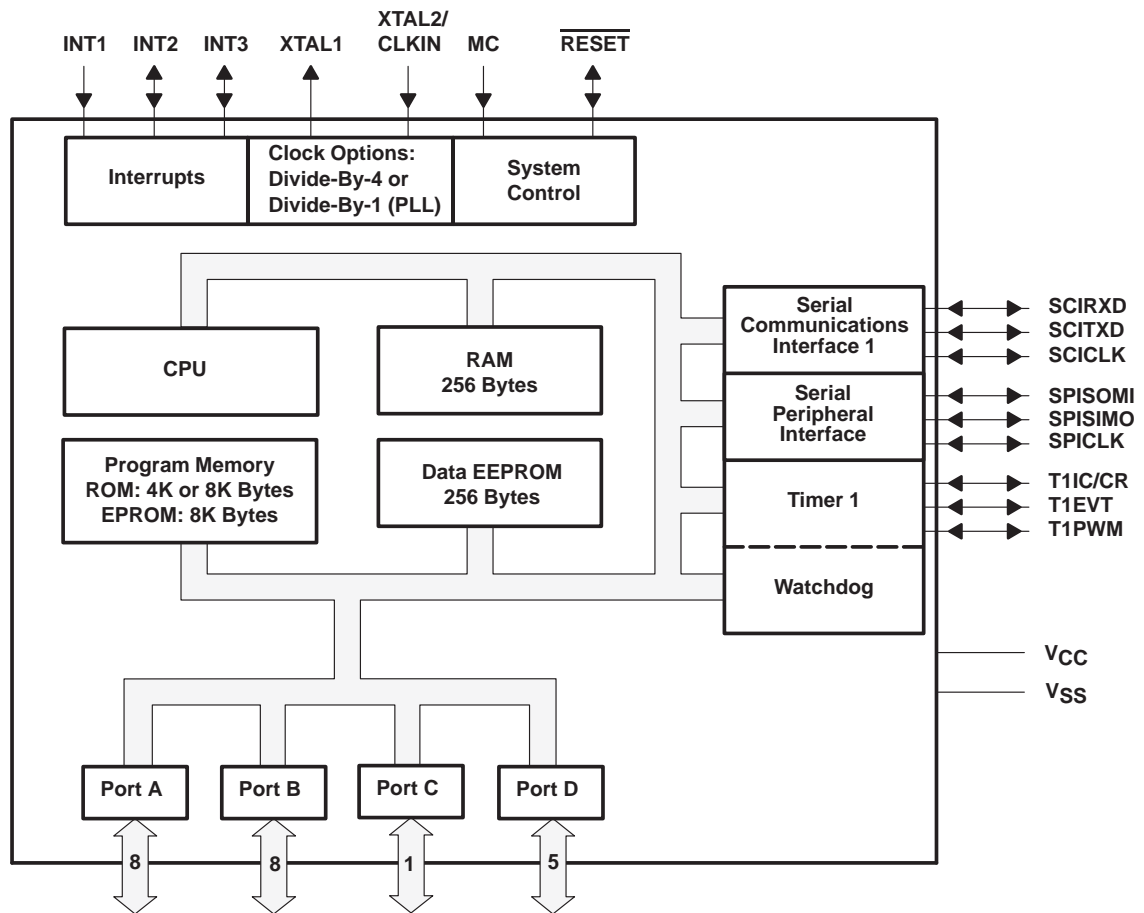 INT1
INT2
INT3
XTAL1
XTAL2/
CLKIN
MC
RESET
Interrupts
Clock Options:
Divide-By-4 or
Divide-By-1 (PLL)
System
Control
CPU
RAM
256 Bytes
Program Memory
ROM: 4K or 8K Bytes
EPROM: 8K Bytes
Data EEPROM
256 Bytes
Serial
Communications
Interface 1
Serial
Peripheral
Interface
Timer 1
Watchdog
SCIRXD
SCITXD
SCICLK
SPISOMI
SPISIMO
SPICLK
T1IC/CR
T1EVT
T1PWM
VCC
VSS
Port A
Port B
Port C
Port D
8
8
1
5